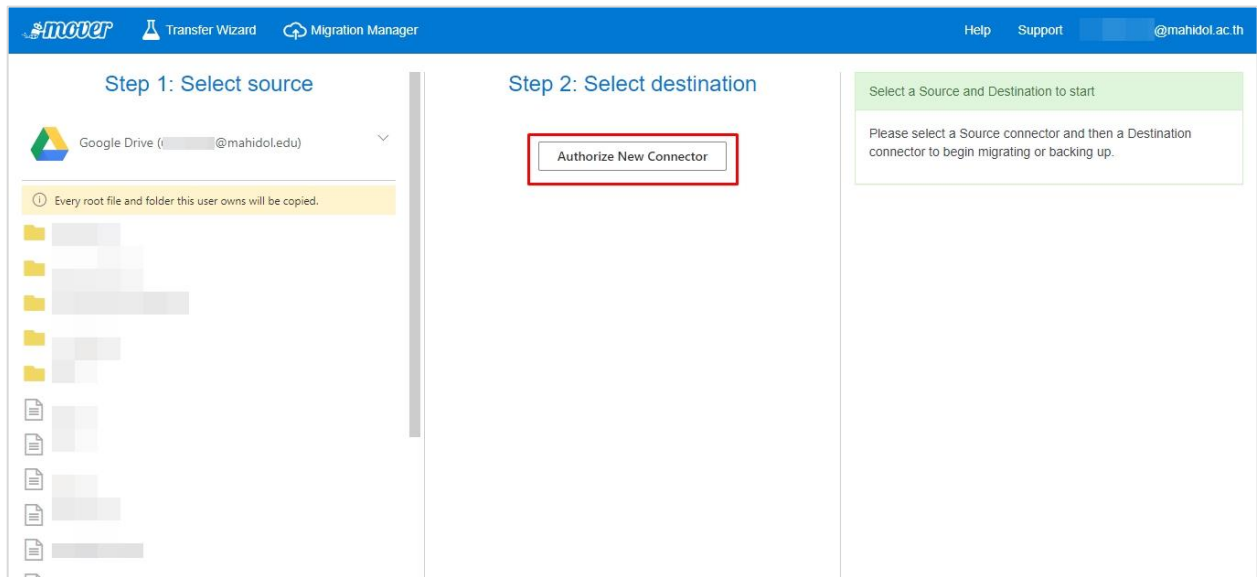 mover
Transfer Wizard
Migration Manager
Help
Support
@mahidol.ac.th
Step 1: Select source
Google Drive (
@mahidol.edu)
Every root file and folder this user owns will be copied.
Step 2: Select destination
Authorize New Connector
Select a Source and Destination to start
Please select a Source connector and then a Destination
connector to begin migrating or backing up.